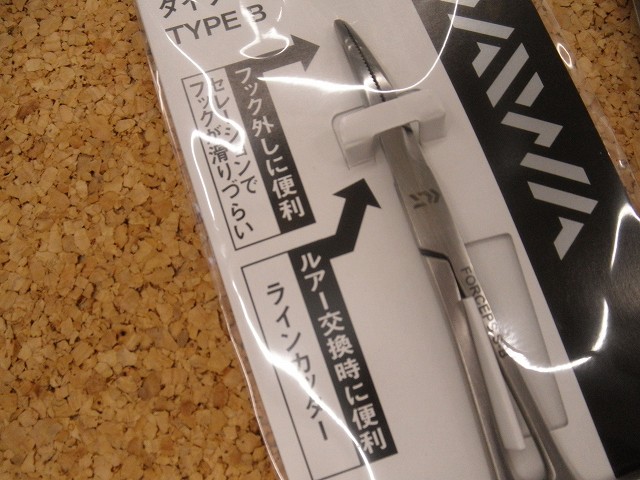 TYPE B
フック外しに便利
セレーションで
フックが滑りづらい
ルアー交換時に便利
ラインカッター
DAIWA